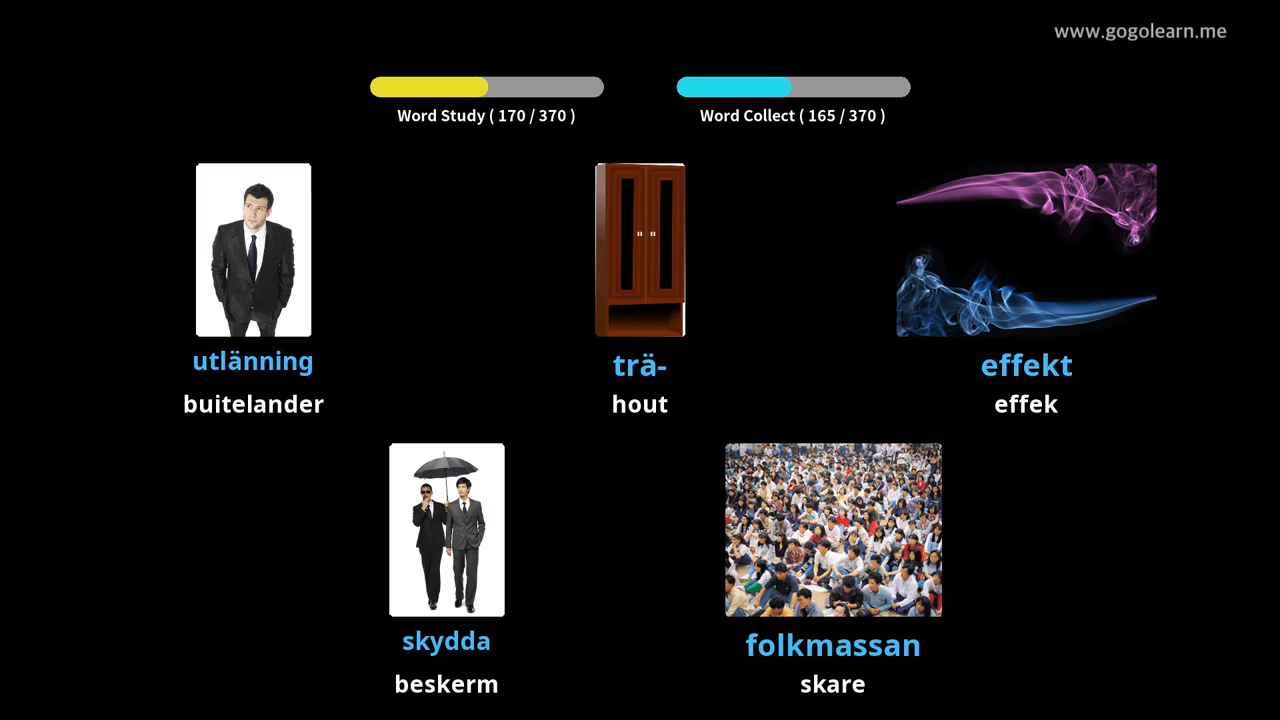 www.gogolearn.me
Word Study ( 170 / 370 )
Word Collect ( 165 / 370 )
utlänning
buitelander
trä-
hout
effekt
effek
skydda
beskerm
folkmassan
skare